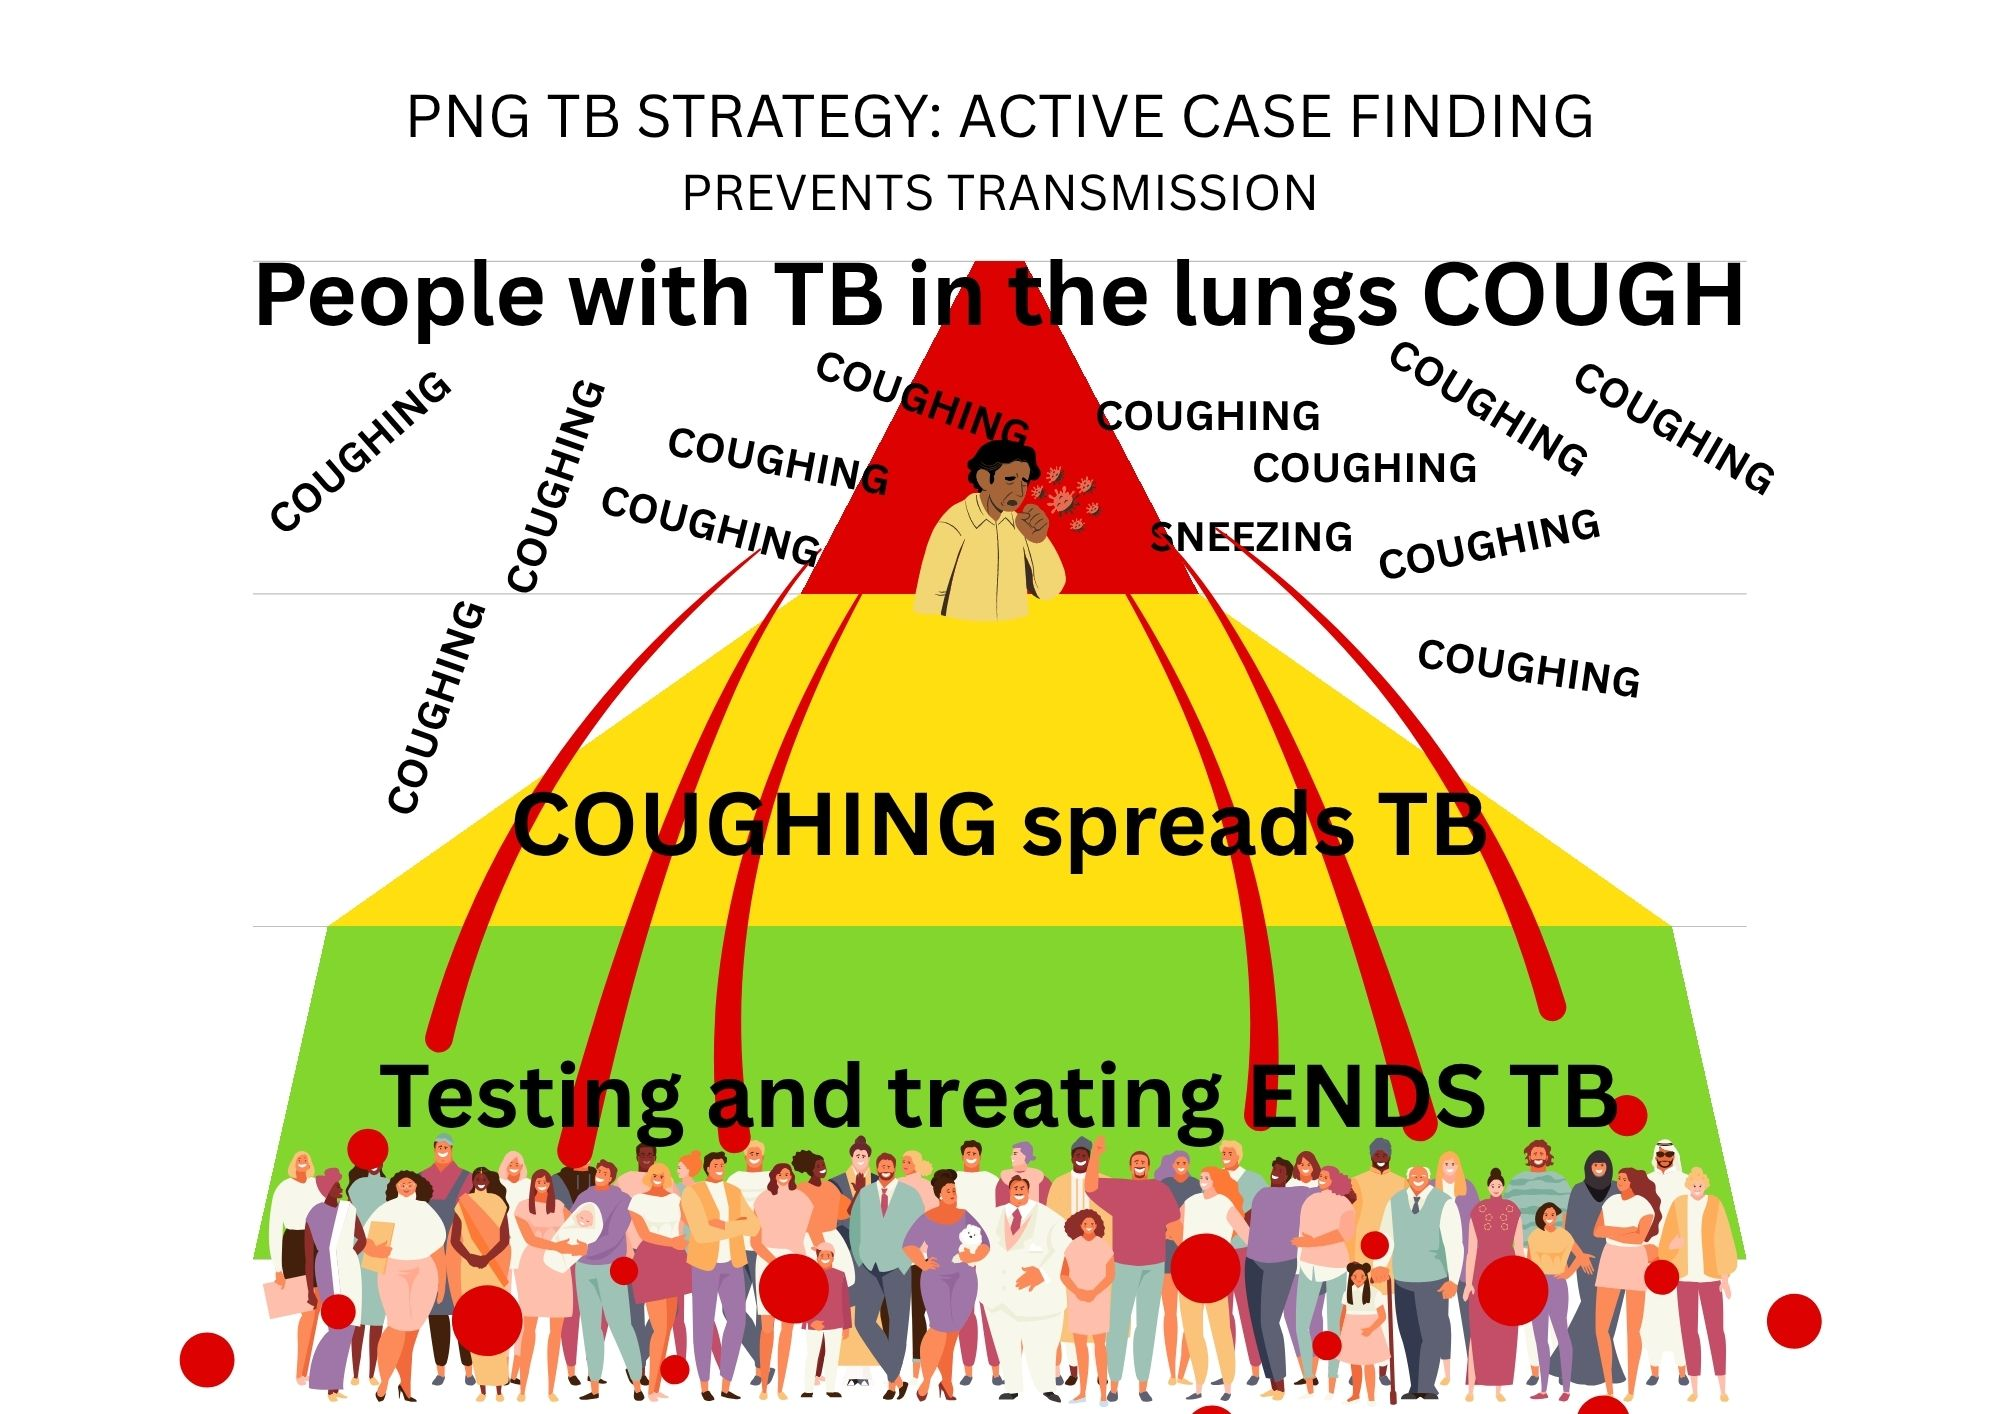 PNG TB STRATEGY: ACTIVE CASE FINDING
PREVENTS TRANSMISSION
People with TB in the lungs COUGH
COUGHING
COUGHING
COUGHING
COUGHING
COUGHING
COUGHING
COUGHING
COUGHING
COUGHING
COUGHING
SNEEZING
COUGHING
COUGHING
COUGHING spreads TB
Testing and treating ENDS TB